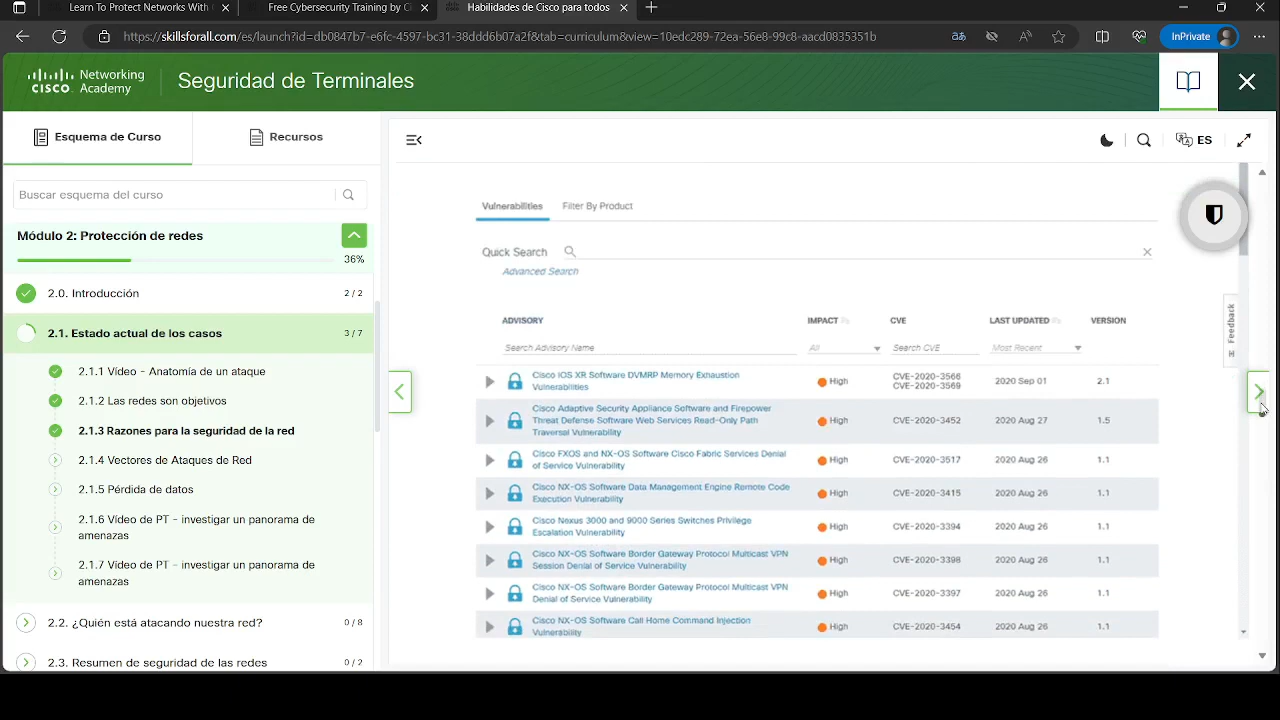 Learn To Protect Networks With
Free Cybersecurity Training by C
Habilidades de Cisco para todos
https://skillsforall.com/es/launch?id=db0847b7-e6fc-4597-bc31-38ddd6b07a2f&tab=curriculum&view=10edc289-72ea-56e8-99c8-aacd0835351b
InPrivate
Networking
CISCO Academy
Seguridad de Terminales
Esquema de Curso
Recursos
ES
Buscar esquema del curso
Módulo 2: Protección de redes
36%
2.0. Introducción 2 / 2
2.1. Estado actual de los casos 3 / 7
2.1.1 Vídeo - Anatomía de un ataque
2.1.2 Las redes son objetivos
2.1.3 Razones para la seguridad de la red
2.1.4 Vectores de Ataques de Red
2.1.5 Pérdida de datos
2.1.6 Vídeo de PT - investigar un panorama de
amenazas
2.1.7 Vídeo de PT - investigar un panorama de
amenazas
2.2. ¿Quién está atacando nuestra red? 0 / 8
2.3. Resumen de seguridad de las redes 0 / 2
Vulnerabilities Filter By Product
Quick Search
Advanced Search
ADVISORY IMPACT CVE LAST UPDATED VERSION
Search Advisory Name All Search CVE Most Recent
Cisco IOS XR Software DVMRP Memory Exhaustion
Vulnerabilities
High
CVE-2020-3566
CVE-2020-3569
2020 Sep 01 2.1
Cisco Adaptive Security Appliance Software and Firepower
Threat Defense Software Web Services Read-Only Path
Traversal Vulnerability
High CVE-2020-3452 2020 Aug 27 1.5
Cisco FXOS and NX-OS Software Cisco Fabric Services Denial
of Service Vulnerability
High CVE-2020-3517 2020 Aug 26 1.1
Cisco NX-OS Software Data Management Engine Remote Code
Execution Vulnerability
High CVE-2020-3415 2020 Aug 26 1.1
Cisco Nexus 3000 and 9000 Series Switches Privilege
Escalation Vulnerability
High CVE-2020-3394 2020 Aug 26 1.1
Cisco NX-OS Software Border Gateway Protocol Multicast VPN
Session Denial of Service Vulnerability
High CVE-2020-3398 2020 Aug 26 1.1
Cisco NX-OS Software Border Gateway Protocol Multicast VPN
Denial of Service Vulnerability
High CVE-2020-3397 2020 Aug 26 1.1
Cisco NX-OS Software Call Home Command Injection
Vulnerability
High CVE-2020-3454 2020 Aug 26 1.1
Feedback